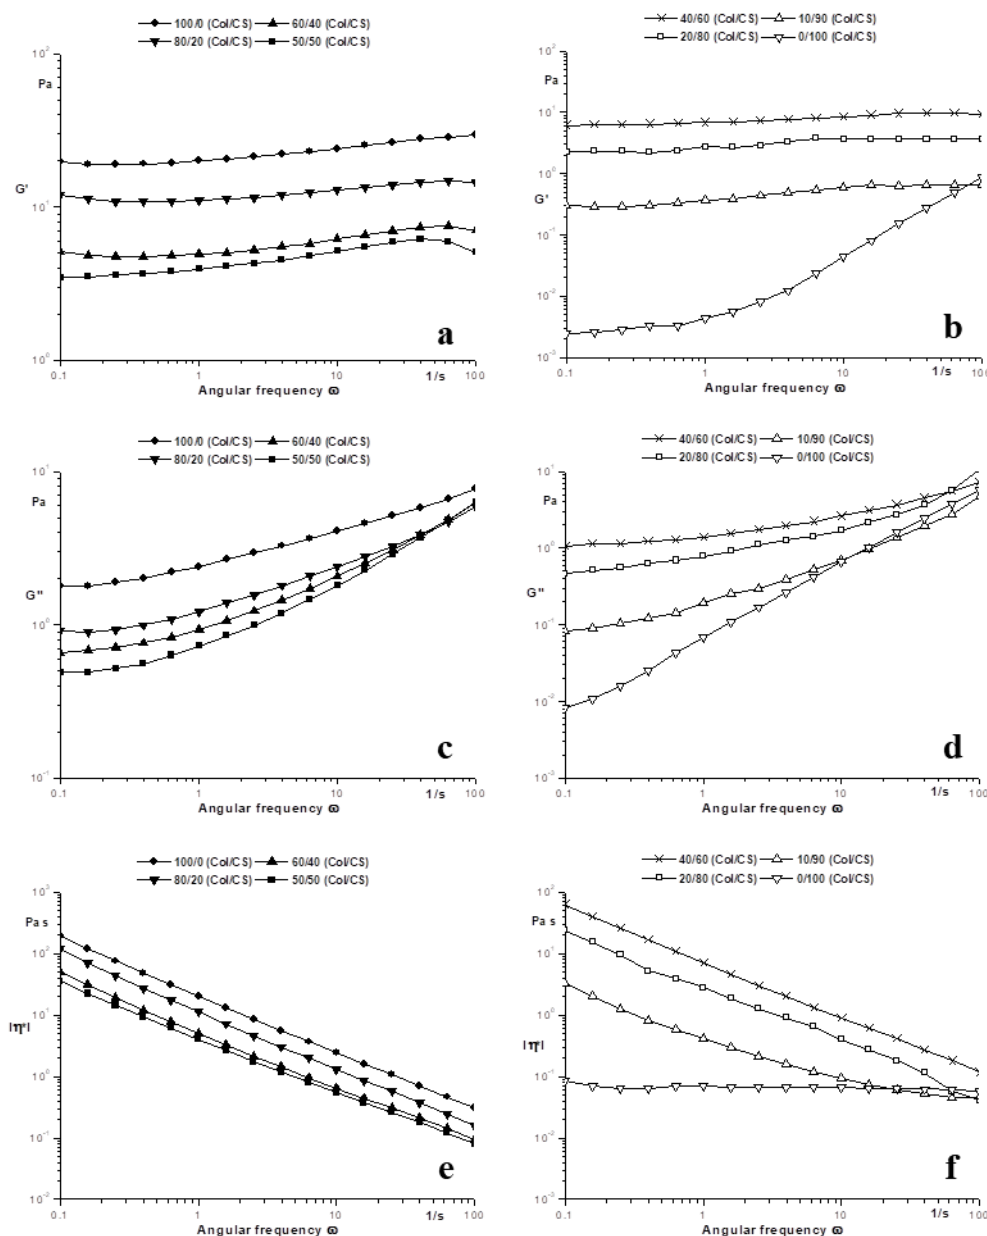 100/0 (Col/CS) 60/40 (Col/CS)
80/20 (Col/CS) 50/50 (Col/CS)
10²
Pa
G'
10¹
10⁰
0.1 1 10 100
1/s
Angular frequency ω
a
40/60 (Col/CS) 10/90 (Col/CS)
20/80 (Col/CS) 0/100 (Col/CS)
10²
Pa
10¹
10⁰
G'
10⁻¹
10⁻²
10⁻³
0.1 1 10 100
1/s
Angular frequency ω
b
100/0 (Col/CS) 60/40 (Col/CS)
80/20 (Col/CS) 50/50 (Col/CS)
10¹
Pa
G"
10⁰
10⁻¹
0.1 1 10 100
1/s
Angular frequency ω
c
40/60 (Col/CS) 10/90 (Col/CS)
20/80 (Col/CS) 0/100 (Col/CS)
10¹
Pa
10⁰
G"
10⁻¹
10⁻²
10⁻³
0.1 1 10 100
1/s
Angular frequency ω
d
100/0 (Col/CS) 60/40 (Col/CS)
80/20 (Col/CS) 50/50 (Col/CS)
10³
Pa s
10²
10¹
|η*|
10⁰
10⁻¹
10⁻²
0.1 1 10 100
1/s
Angular frequency ω
e
40/60 (Col/CS) 10/90 (Col/CS)
20/80 (Col/CS) 0/100 (Col/CS)
10²
Pa s
10¹
10⁰
|η*|
10⁻¹
10⁻²
10⁻³
0.1 1 10 100
1/s
Angular frequency ω
f